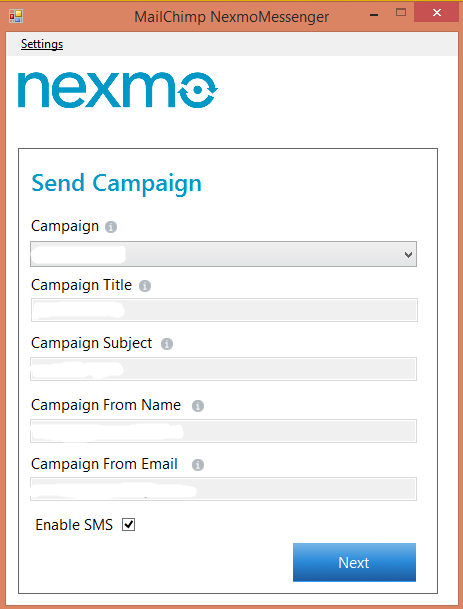 MailChimp NexmoMessenger
Settings
nexmo
Send Campaign
Campaign
Campaign Title
Campaign Subject
Campaign From Name
Campaign From Email
Enable SMS
Next